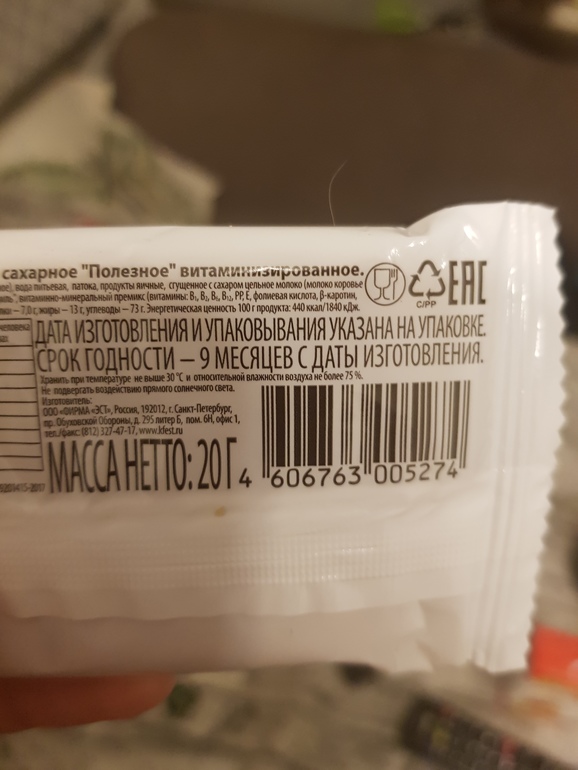 сахарное "Полезное" витаминизированное.
вода питьевая, патока, продукты яичные, сгущенное с сахаром цельное молоко (молоко коровье
витаминно-минеральный премикс (витамины: B₁, B₂, B₆, B₁₂, PP, E, фолиевая кислота, β-каротин,
— 7,0 г, жиры — 13 г, углеводы — 73 г. Энергетическая ценность 100 г продукта: 440 ккал/1840 кДж.
C/PP
EAC
ДАТА ИЗГОТОВЛЕНИЯ И УПАКОВЫВАНИЯ УКАЗАНА НА УПАКОВКЕ.
СРОК ГОДНОСТИ — 9 МЕСЯЦЕВ С ДАТЫ ИЗГОТОВЛЕНИЯ.
Хранить при температуре не выше 30 °С и относительной влажности воздуха не более 75 %.
Не подвергать воздействию прямого солнечного света.
Изготовитель:
ООО «ФИРМА «ЭСТ», Россия, 192012, г. Санкт-Петербург,
пр. Обуховской Обороны, д. 295 литер Б, пом. 6Н, офис 1,
тел./факс: (812) 327-47-17, www.kfest.ru
МАССА НЕТТО: 20 Г
4 606763 005274